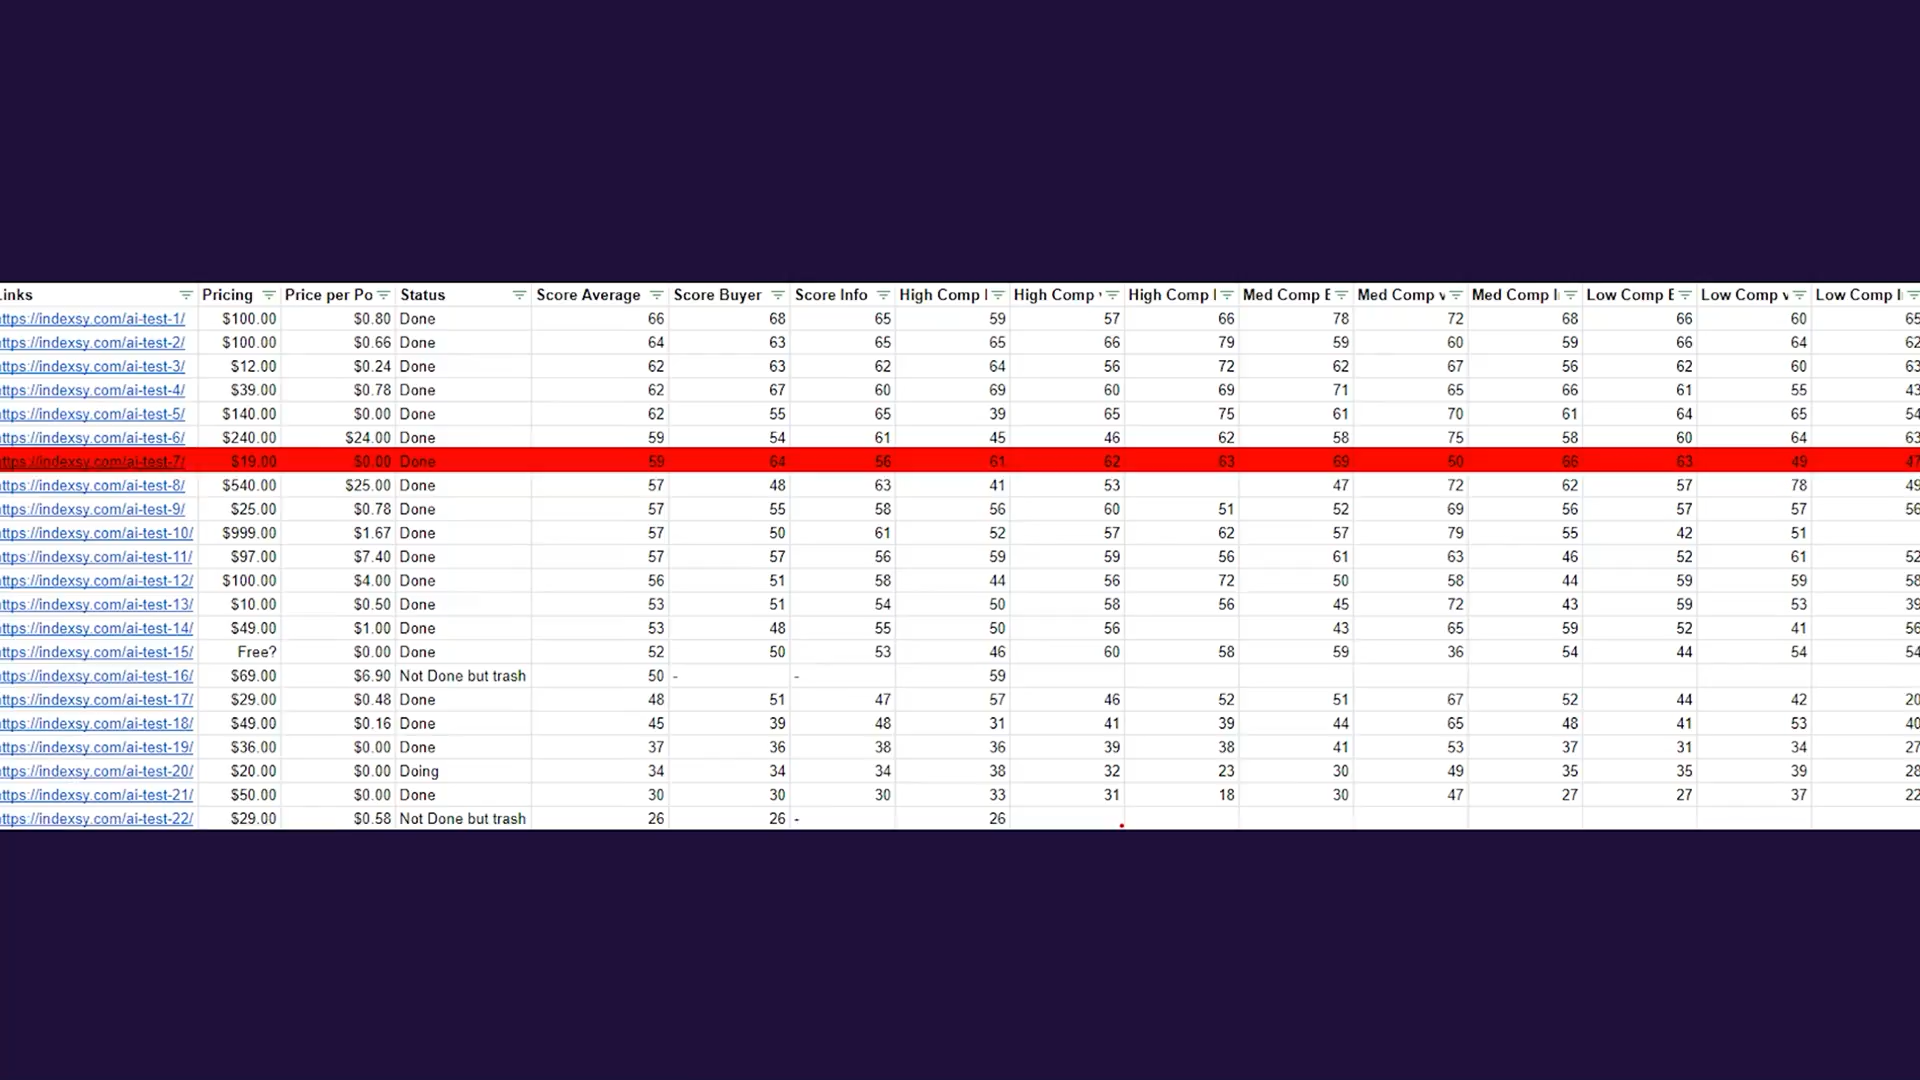 Links Pricing Price per Po Status Score Average Score Buyer Score Info High Comp High Comp High Comp Med Comp E Med Comp v Med Comp I Low Comp E Low Comp v Low Comp I
ttps://indexsy.com/ai-test-1/ $100.00 $0.80 Done 66 68 65 59 57 66 78 72 68 66 60 65
ttps://indexsy.com/ai-test-2/ $100.00 $0.66 Done 64 63 65 65 66 79 59 60 59 66 64 62
ttps://indexsy.com/ai-test-3/ $12.00 $0.24 Done 62 63 62 64 56 72 62 67 56 62 60 63
ttps://indexsy.com/ai-test-4/ $39.00 $0.78 Done 62 67 60 69 60 69 71 65 66 61 55 43
ttps://indexsy.com/ai-test-5/ $140.00 $0.00 Done 62 55 65 39 65 75 61 70 61 64 65 54
ttps://indexsy.com/ai-test-6/ $240.00 $24.00 Done 59 54 61 45 46 62 58 75 58 60 64 63
ttps://indexsy.com/ai-test-7/ $19.00 $0.00 Done 59 64 56 61 62 63 69 50 66 63 49 47
ttps://indexsy.com/ai-test-8/ $540.00 $25.00 Done 57 48 63 41 53 47 72 62 57 78 49
ttps://indexsy.com/ai-test-9/ $25.00 $0.78 Done 57 55 58 56 60 51 52 69 56 57 57 56
ttps://indexsy.com/ai-test-10/ $999.00 $1.67 Done 57 50 61 52 57 62 57 79 55 42 51
ttps://indexsy.com/ai-test-11/ $97.00 $7.40 Done 57 57 56 59 59 56 61 63 46 52 61 52
ttps://indexsy.com/ai-test-12/ $100.00 $4.00 Done 56 51 58 44 56 72 50 58 44 59 59 58
ttps://indexsy.com/ai-test-13/ $10.00 $0.50 Done 53 51 54 50 58 56 45 72 43 59 53 39
ttps://indexsy.com/ai-test-14/ $49.00 $1.00 Done 53 48 55 50 56 43 65 59 52 41 56
ttps://indexsy.com/ai-test-15/ Free? $0.00 Done 52 50 53 46 60 58 59 36 54 44 54 54
ttps://indexsy.com/ai-test-16/ $69.00 $6.90 Not Done but trash 50 - - 59
ttps://indexsy.com/ai-test-17/ $29.00 $0.48 Done 48 51 47 57 46 52 51 67 52 44 42 20
ttps://indexsy.com/ai-test-18/ $49.00 $0.16 Done 45 39 48 31 41 39 44 65 48 41 53 40
ttps://indexsy.com/ai-test-19/ $36.00 $0.00 Done 37 36 38 36 39 38 41 53 37 31 34 27
ttps://indexsy.com/ai-test-20/ $20.00 $0.00 Doing 34 34 34 38 32 23 30 49 35 35 39 28
ttps://indexsy.com/ai-test-21/ $50.00 $0.00 Done 30 30 30 33 31 18 30 47 27 27 37 22
ttps://indexsy.com/ai-test-22/ $29.00 $0.58 Not Done but trash 26 26 - 26